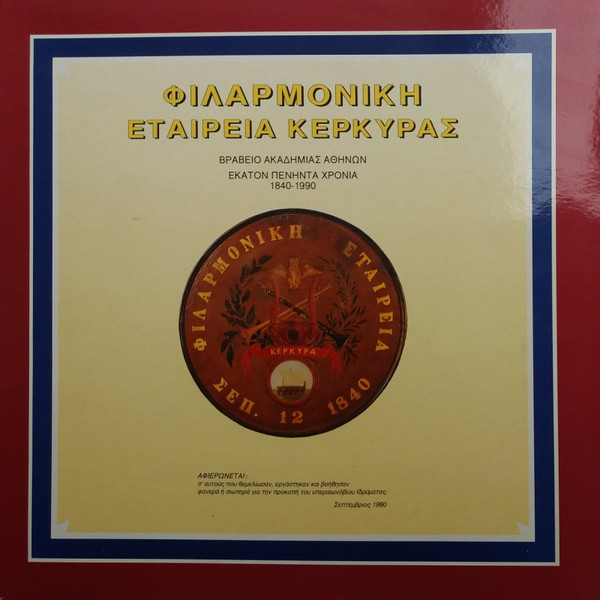 ΦΙΛΑΡΜΟΝΙΚΗ
ΕΤΑΙΡΕΙΑ ΚΕΡΚΥΡΑΣ
ΒΡΑΒΕΙΟ ΑΚΑΔΗΜΙΑΣ ΑΘΗΝΩΝ
ΕΚΑΤΟΝ ΠΕΝΗΝΤΑ ΧΡΟΝΙΑ
1840-1990
ΦΙΛΑΡΜΟΝΙΚΗ ΕΤΑΙΡΕΙΑ
ΚΕΡΚΥΡΑ
ΣΕΠ. 12 1840
ΑΦΙΕΡΩΝΕΤΑΙ:
σ' αυτούς που θεμελίωσαν, εργάστηκαν και βοήθησαν
φανερά ή σιωπηρά για την προκοπή του υπεραιωνόβιου Ιδρύματος.
Σεπτέμβριος 1990